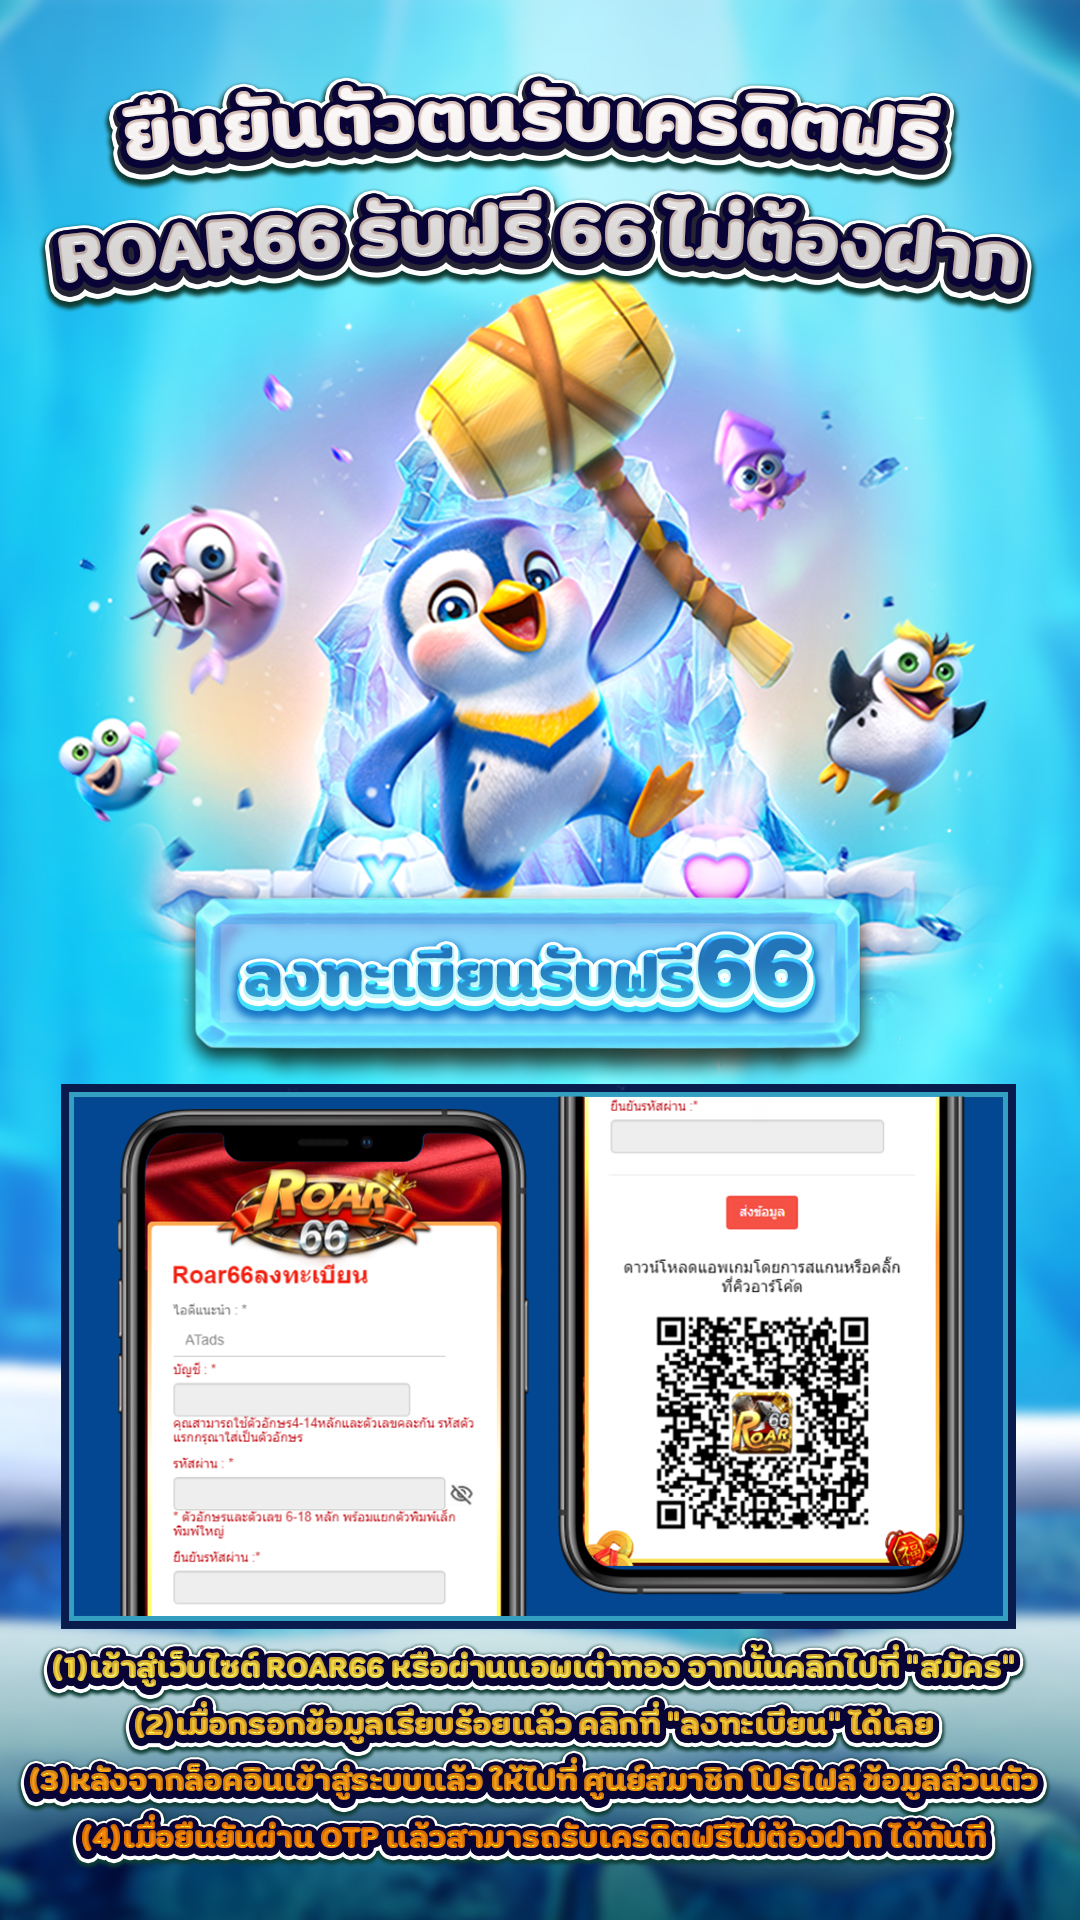 ยืนยันตัวตนรับเครดิตฟรี
ROAR66 รับฟรี 66 ไม่ต้องฝาก
X
ลงทะเบียนรับฟรี66
ROAR
66
Roar66ลงทะเบียน
ไอดีแนะนำ : *
ATads
บัญชี : *
คุณสามารถใช้ตัวอักษร4-14หลักและตัวเลขคละกัน รหัสตัว
แรกกรุณาใส่เป็นตัวอักษร
รหัสผ่าน : *
* ตัวอักษรและตัวเลข 6-18 หลัก พร้อมแยกตัวพิมพ์เล็ก
พิมพ์ใหญ่
ยืนยันรหัสผ่าน :*
ยืนยันรหัสผ่าน :*
ส่งข้อมูล
ดาวน์โหลดแอพเกมโดยการสแกนหรือคลิ๊ก
ที่คิวอาร์โค้ด
66
ROAR
福
(1)เข้าสู่เว็บไซต์ ROAR66 หรือผ่านแอพเต่าทอง จากนั้นคลิกไปที่ "สมัคร"
(2)เมื่อกรอกข้อมูลเรียบร้อยแล้ว คลิกที่ "ลงทะเบียน" ได้เลย
(3)หลังจากล็อคอินเข้าสู่ระบบแล้ว ให้ไปที่ ศูนย์สมาชิก โปรไฟล์ ข้อมูลส่วนตัว
(4)เมื่อยืนยันผ่าน OTP แล้วสามารถรับเครดิตฟรีไม่ต้องฝาก ได้ทันที